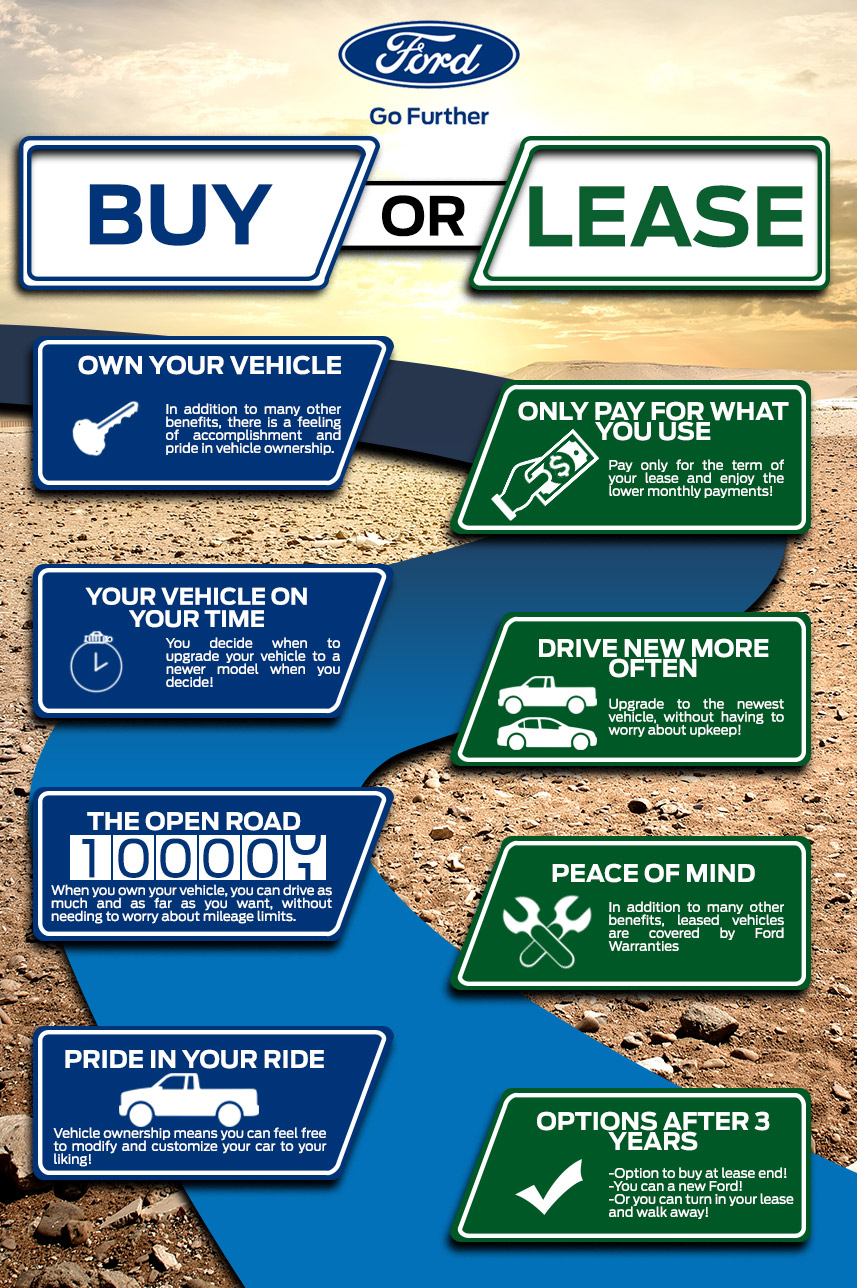 Ford
Go Further
BUY
OR
LEASE
OWN YOUR VEHICLE
In addition to many other
benefits, there is a feeling
of accomplishment and
pride in vehicle ownership.
ONLY PAY FOR WHAT
YOU USE
Pay only for the term of
your lease and enjoy the
lower monthly payments!
YOUR VEHICLE ON
YOUR TIME
You decide when to
upgrade your vehicle to a
newer model when you
decide!
DRIVE NEW MORE
OFTEN
Upgrade to the newest
vehicle, without having to
worry about upkeep!
THE OPEN ROAD
10000
When you own your vehicle, you can drive as
much and as far as you want, without
needing to worry about mileage limits.
PEACE OF MIND
In addition to many other
benefits, leased vehicles
are covered by Ford
Warranties
PRIDE IN YOUR RIDE
Vehicle ownership means you can feel free
to modify and customize your car to your
liking!
OPTIONS AFTER 3
YEARS
-Option to buy at lease end!
-You can a new Ford!
-Or you can turn in your lease
and walk away!